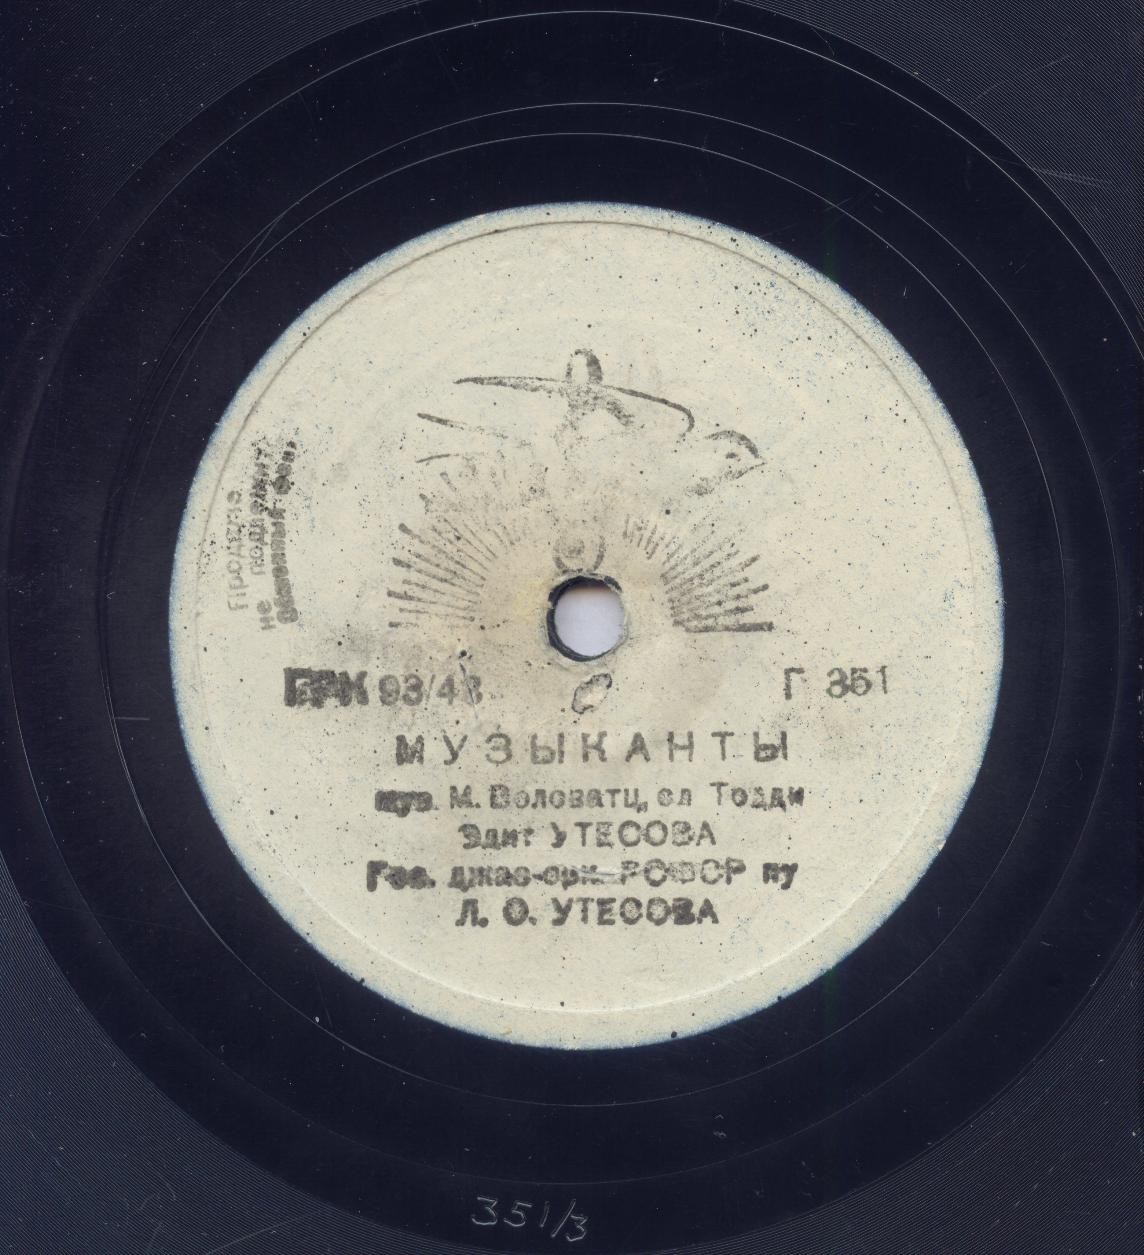 Продаже
не подлежит
ГРК 93/43
Г 351
МУЗЫКАНТЫ
муз. М. Воловатц, сл Тодди
Эдит УТЕСОВА
Гос. джаз-орк. РСФСР пу
Л. О. УТЕСОВА
351/3